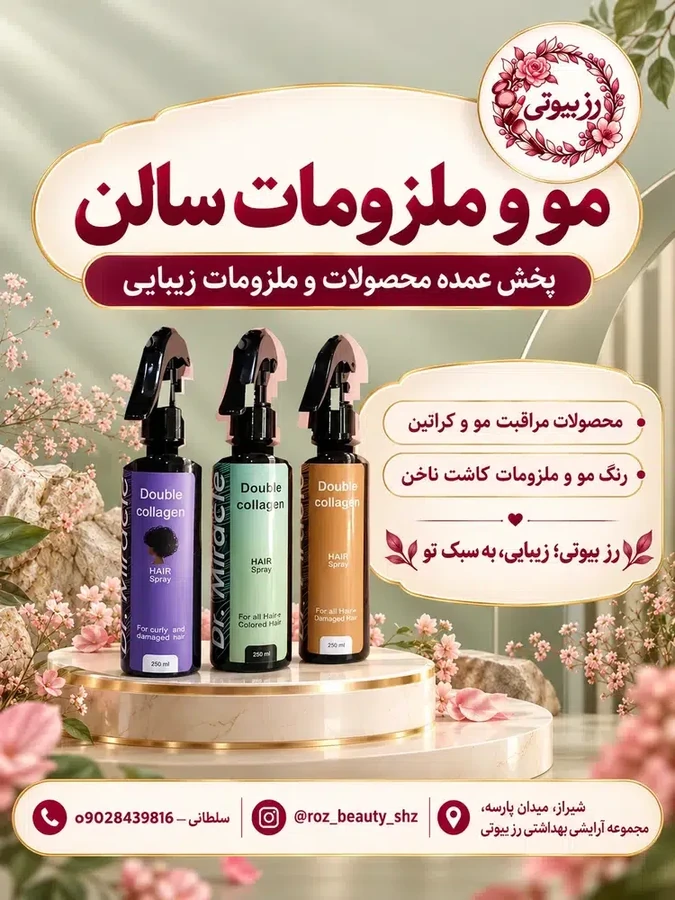 رز بیوتی
مو و ملزومات سالن
پخش عمده محصولات و ملزومات زیبایی
محصولات مراقبت مو و کراتین
رنگ مو و ملزومات کاشت ناخن
رز بیوتی؛ زیبایی، به سبک تو
Dr. Miracle
Double
collagen
HAIR
Spray
For curly and
damaged hair
250 ml
Dr. Miracle
Double
collagen
HAIR
Spray
For all Hair+
Colored Hair
250 ml
Double
collagen
HAIR
Spray
For all Hair+
Damaged Hair
250 ml
شیراز، میدان پارسه،
مجموعه آرایشی بهداشتی رز بیوتی
@roz_beauty_shz
سلطانی – 09028439816